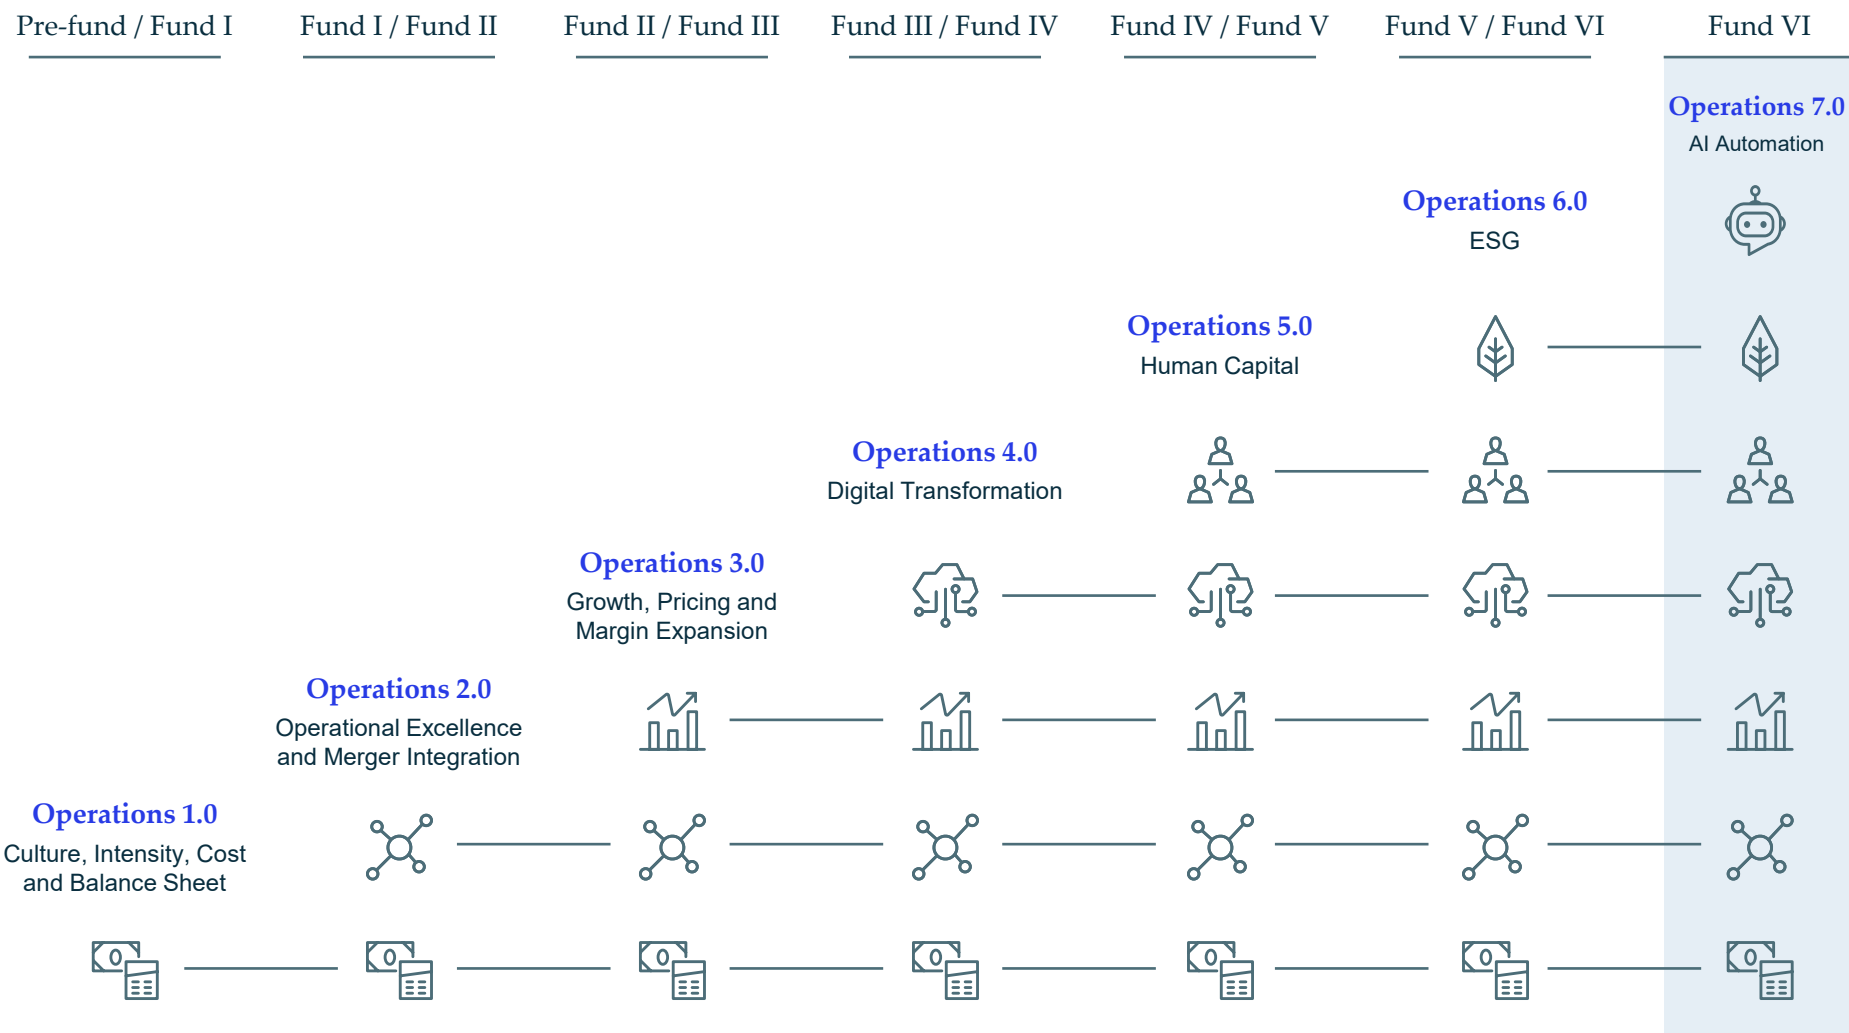 Pre-fund / Fund I
Fund I / Fund II
Fund II / Fund III
Fund III / Fund IV
Fund IV / Fund V
Fund V / Fund VI
Fund VI
Operations 7.0
AI Automation
Operations 6.0
ESG
Operations 5.0
Human Capital
Operations 4.0
Digital Transformation
Operations 3.0
Growth, Pricing and
Margin Expansion
Operations 2.0
Operational Excellence
and Merger Integration
Operations 1.0
Culture, Intensity, Cost
and Balance Sheet